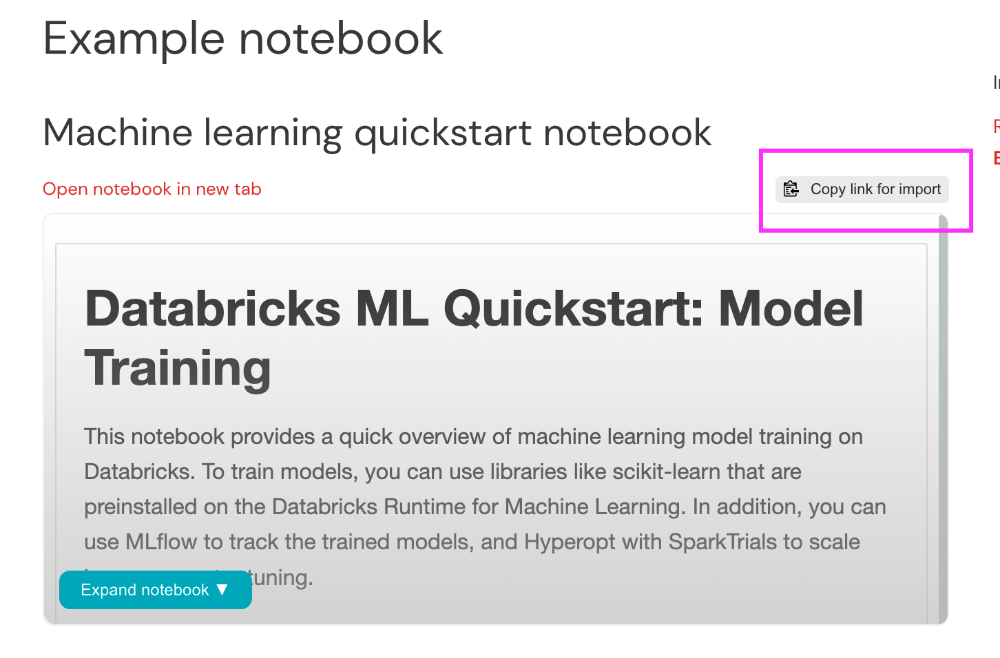 Example notebook
Machine learning quickstart notebook
Open notebook in new tab
Copy link for import
Databricks ML Quickstart: Model
Training
This notebook provides a quick overview of machine learning model training on
Databricks. To train models, you can use libraries like scikit-learn that are
preinstalled on the Databricks Runtime for Machine Learning. In addition, you can
use MLflow to track the trained models, and Hyperopt with SparkTrials to scale
tuning.
Expand notebook ▼